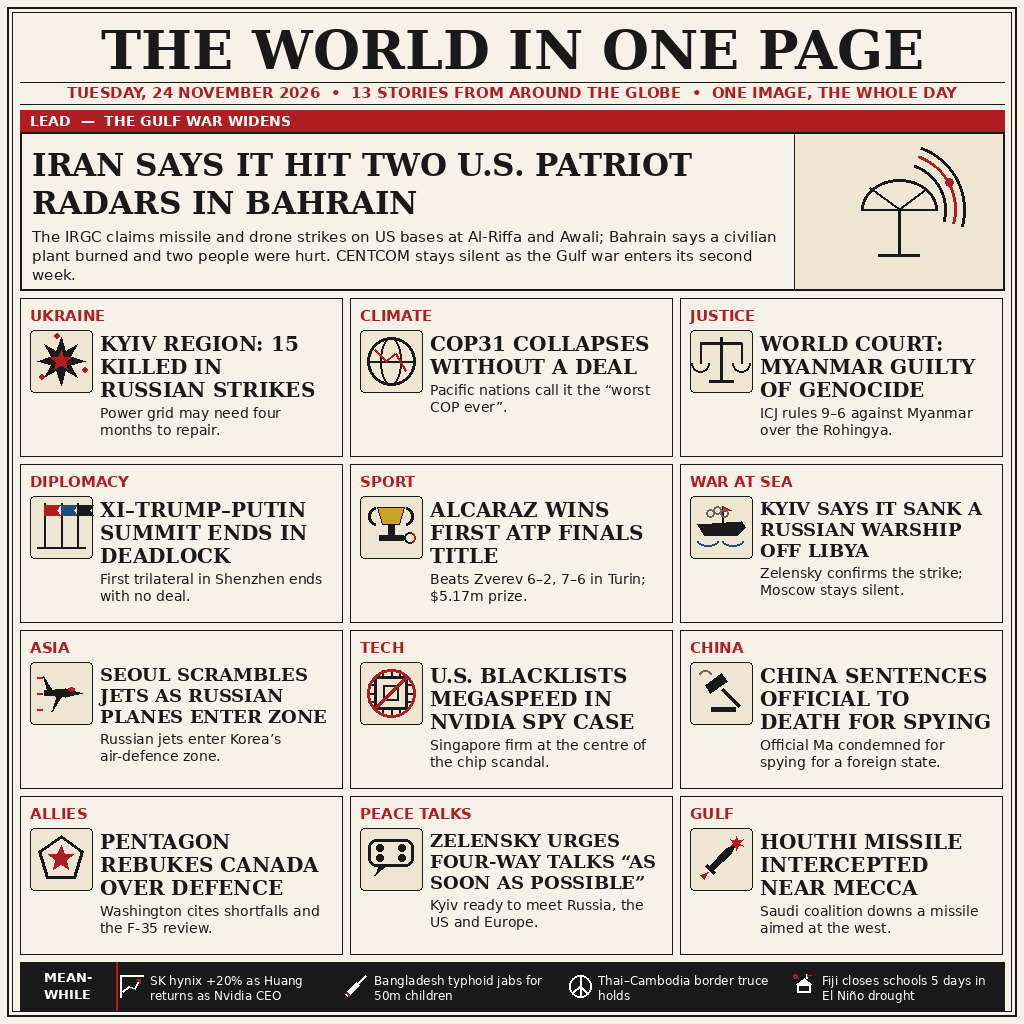 THE WORLD IN ONE PAGE
TUESDAY, 24 NOVEMBER 2026 • 13 STORIES FROM AROUND THE GLOBE • ONE IMAGE, THE WHOLE DAY
LEAD — THE GULF WAR WIDENS
IRAN SAYS IT HIT TWO U.S. PATRIOT
RADARS IN BAHRAIN
The IRGC claims missile and drone strikes on US bases at Al-Riffa and Awali; Bahrain says a civilian
plant burned and two people were hurt. CENTCOM stays silent as the Gulf war enters its second
week.
UKRAINE
KYIV REGION: 15
KILLED IN
RUSSIAN STRIKES
Power grid may need four
months to repair.
CLIMATE
COP31 COLLAPSES
WITHOUT A DEAL
Pacific nations call it the “worst
COP ever”.
JUSTICE
WORLD COURT:
MYANMAR GUILTY
OF GENOCIDE
ICJ rules 9–6 against Myanmar
over the Rohingya.
DIPLOMACY
XI–TRUMP–PUTIN
SUMMIT ENDS IN
DEADLOCK
First trilateral in Shenzhen ends
with no deal.
SPORT
ALCARAZ WINS
FIRST ATP FINALS
TITLE
Beats Zverev 6–2, 7–6 in Turin;
$5.17m prize.
WAR AT SEA
KYIV SAYS IT SANK A
RUSSIAN WARSHIP
OFF LIBYA
Zelensky confirms the strike;
Moscow stays silent.
ASIA
SEOUL SCRAMBLES
JETS AS RUSSIAN
PLANES ENTER ZONE
Russian jets enter Korea’s
air-defence zone.
TECH
U.S. BLACKLISTS
MEGASPEED IN
NVIDIA SPY CASE
Singapore firm at the centre of
the chip scandal.
CHINA
CHINA SENTENCES
OFFICIAL TO
DEATH FOR SPYING
Official Ma condemned for
spying for a foreign state.
ALLIES
PENTAGON
REBUKES CANADA
OVER DEFENCE
Washington cites shortfalls and
the F-35 review.
PEACE TALKS
ZELENSKY URGES
FOUR-WAY TALKS “AS
SOON AS POSSIBLE”
Kyiv ready to meet Russia, the
US and Europe.
GULF
HOUTHI MISSILE
INTERCEPTED
NEAR MECCA
Saudi coalition downs a missile
aimed at the west.
MEAN-
WHILE
SK hynix +20% as Huang
returns as Nvidia CEO
Bangladesh typhoid jabs for
50m children
Thai–Cambodia border truce
holds
Fiji closes schools 5 days in
El Niño drought